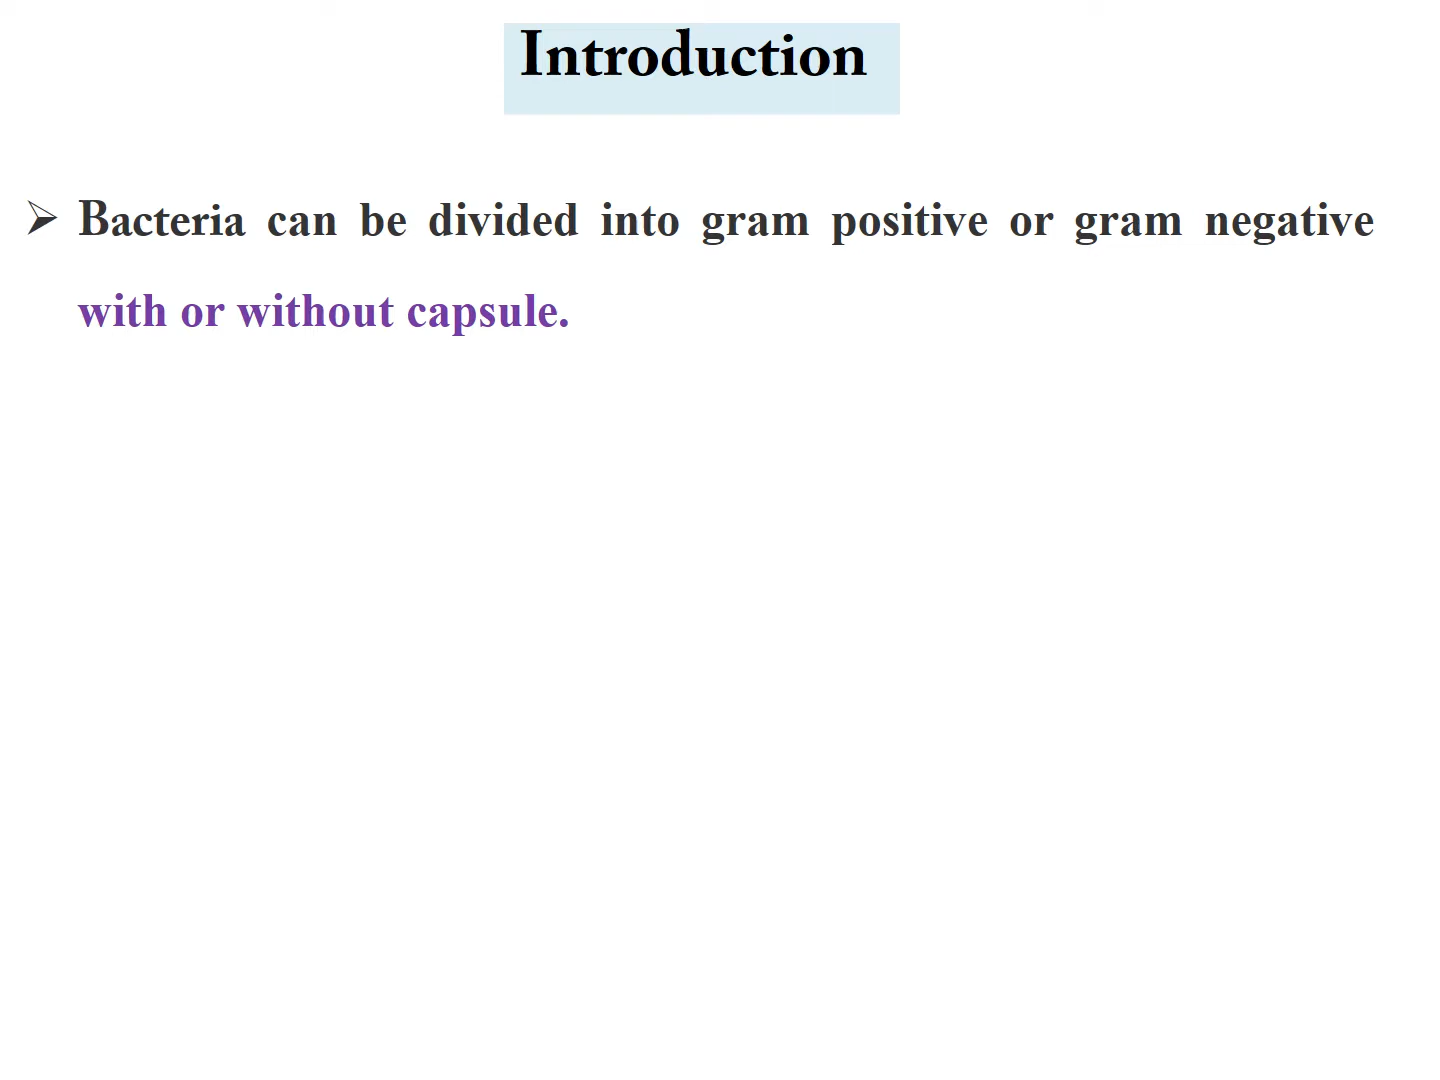 Introduction
➢ Bacteria can be divided into gram positive or gram negative
with or without capsule.